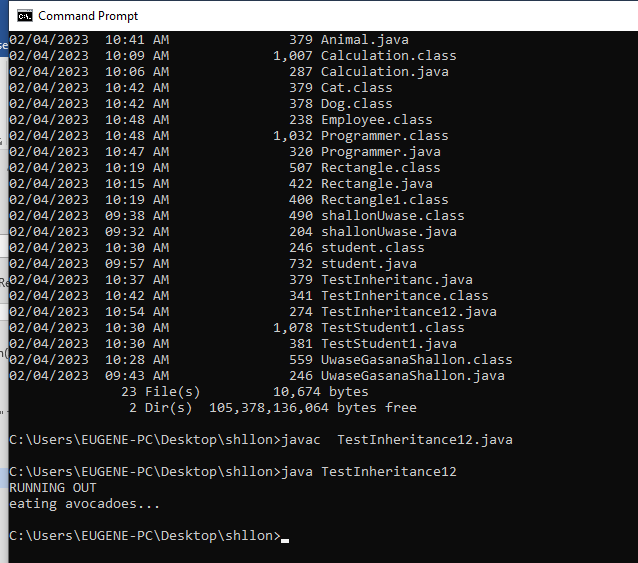 Command Prompt
02/04/2023  10:41 AM               379 Animal.java
02/04/2023  10:09 AM             1,007 Calculation.class
02/04/2023  10:06 AM               287 Calculation.java
02/04/2023  10:42 AM               379 Cat.class
02/04/2023  10:42 AM               378 Dog.class
02/04/2023  10:48 AM               238 Employee.class
02/04/2023  10:48 AM             1,032 Programmer.class
02/04/2023  10:47 AM               320 Programmer.java
02/04/2023  10:19 AM               507 Rectangle.class
02/04/2023  10:15 AM               422 Rectangle.java
02/04/2023  10:19 AM               400 Rectangle1.class
02/04/2023  09:38 AM               490 shallonUwase.class
02/04/2023  09:32 AM               204 shallonUwase.java
02/04/2023  10:30 AM               246 student.class
02/04/2023  09:57 AM               732 student.java
02/04/2023  10:37 AM               379 TestInheritanc.java
02/04/2023  10:42 AM               341 TestInheritance.class
02/04/2023  10:54 AM               274 TestInheritance12.java
02/04/2023  10:30 AM             1,078 TestStudent1.class
02/04/2023  10:30 AM               381 TestStudent1.java
02/04/2023  10:28 AM               559 UwaseGasanaShallon.class
02/04/2023  09:43 AM               246 UwaseGasanaShallon.java
              23 File(s)         10,674 bytes
               2 Dir(s)  105,378,136,064 bytes free
C:\Users\EUGENE-PC\Desktop\shllon>javac  TestInheritance12.java
C:\Users\EUGENE-PC\Desktop\shllon>java TestInheritance12
RUNNING OUT
eating avocadoes...
C:\Users\EUGENE-PC\Desktop\shllon>